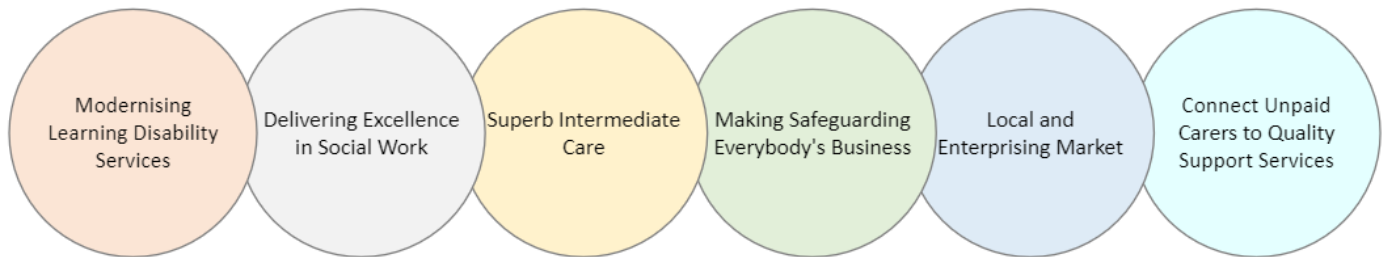 Modernising
Learning Disability
Services
Delivering Excellence
in Social Work
Superb Intermediate
Care
Making Safeguarding
Everybody's Business
Local and
Enterprising Market
Connect Unpaid
Carers to Quality
Support Services